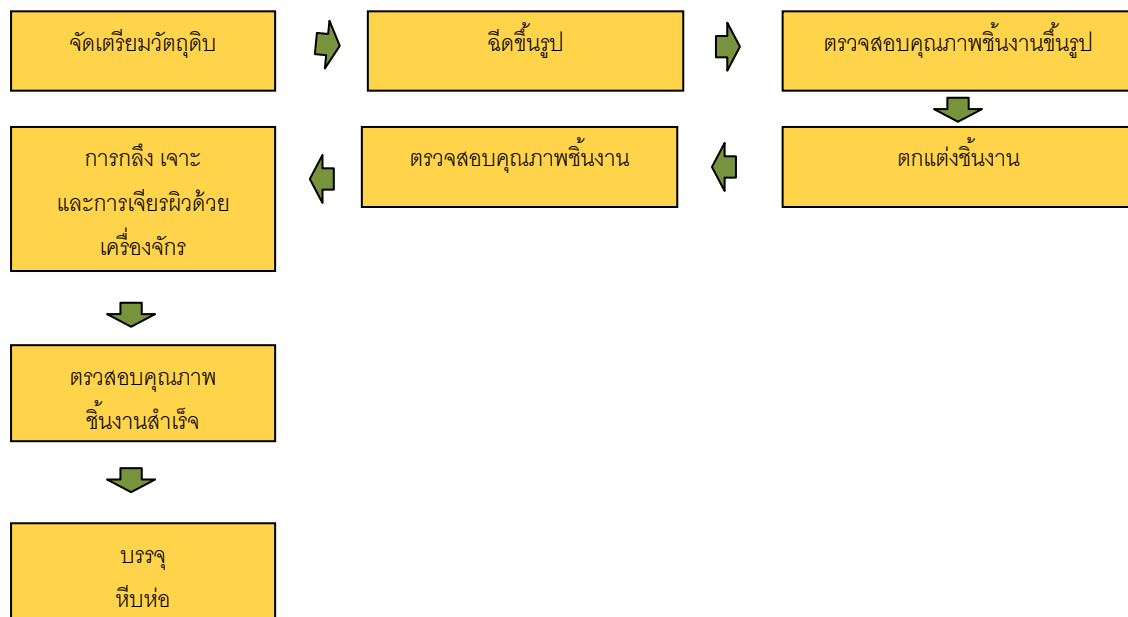 จัดเตรียมวัตถุดิบ
ฉีดขึ้นรูป
ตรวจสอบคุณภาพชิ้นงานขึ้นรูป
ตกแต่งชิ้นงาน
ตรวจสอบคุณภาพชิ้นงาน
การกลึง เจาะ
และการเจียรผิวด้วย
เครื่องจักร
ตรวสอบคุณภาพ
ชิ้นงานสำเร็จ
บรรจุ
หีบห่อ